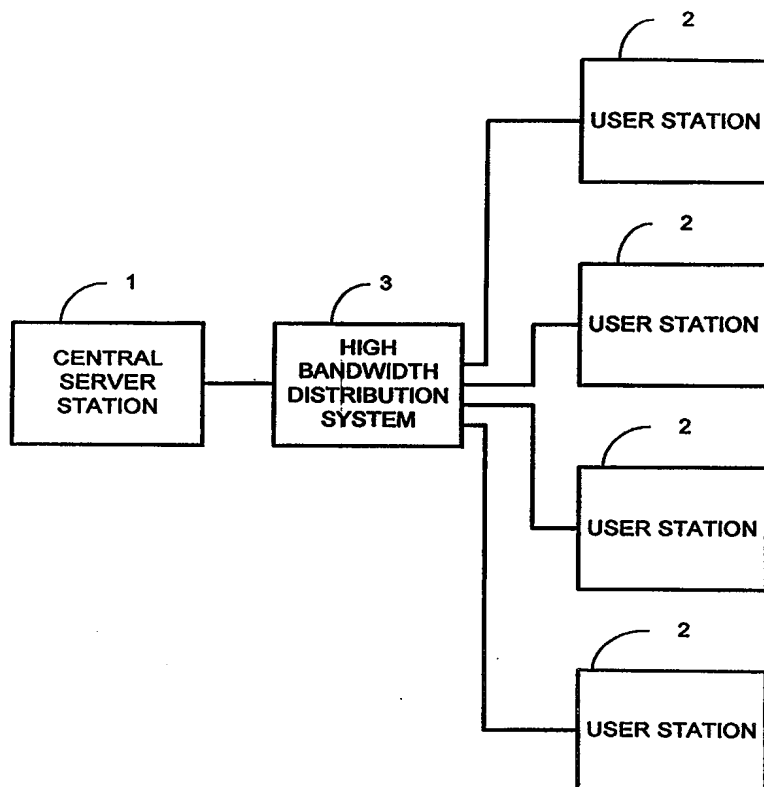 2
USER STATION
2
USER STATION
1
CENTRAL
SERVER
STATION
3
HIGH
BANDWIDTH
DISTRIBUTION
SYSTEM
2
USER STATION
2
USER STATION